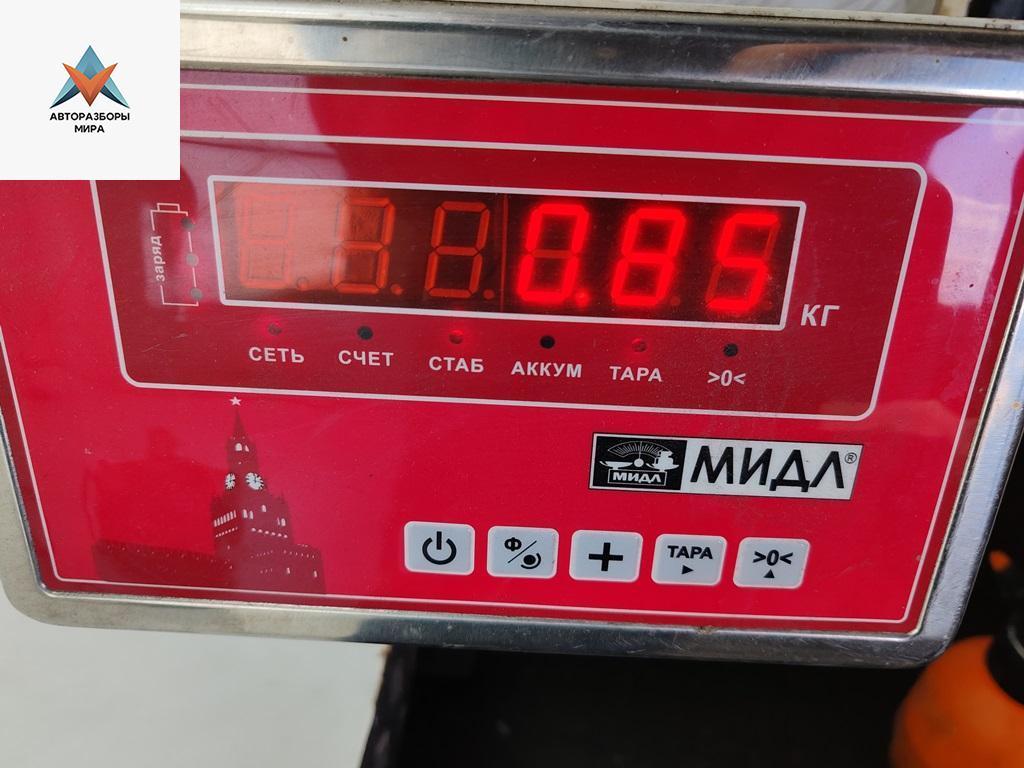 АВТОРАЗБОРЫ
МИРА
заряд
0.85
КГ
СЕТЬ СЧЕТ СТАБ АККУМ ТАРА >0<
МИДЛ МИДЛ®
Ф ТАРА >0<